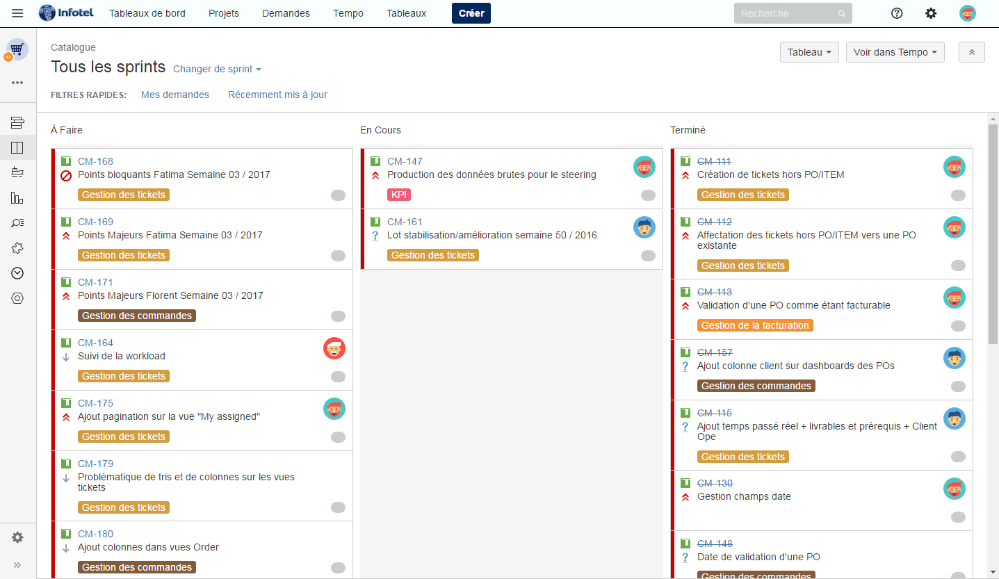 Infotel Tableaux de bord Projets Demandes Tempo Tableaux Créer Recherche
Catalogue
Tous les sprints Changer de sprint
Tableau Voir dans Tempo
FILTRES RAPIDES: Mes demandes Récemment mis à jour
À Faire
CM-168
Points bloquants Fatima Semaine 03 / 2017
Gestion des tickets
CM-169
Points Majeurs Fatima Semaine 03 / 2017
Gestion des tickets
CM-171
Points Majeurs Florent Semaine 03 / 2017
Gestion des commandes
CM-164
Suivi de la workload
Gestion des tickets
CM-175
Ajout pagination sur la vue "My assigned"
Gestion des tickets
CM-179
Problématique de tris et de colonnes sur les vues
tickets
Gestion des tickets
CM-180
Ajout colonnes dans vues Order
Gestion des commandes
En Cours
CM-147
Production des données brutes pour le steering
KPI
CM-161
Lot stabilisation/amélioration semaine 50 / 2016
Gestion des tickets
Terminé
CM-111
Création de tickets hors PO/ITEM
Gestion des tickets
CM-112
Affectation des tickets hors PO/ITEM vers une PO
existante
Gestion des tickets
CM-113
Validation d'une PO comme étant facturable
Gestion de la facturation
CM-157
Ajout colonne client sur dashboards des POs
Gestion des commandes
CM-115
Ajout temps passé réel + livrables et prérequis + Client
Ope
Gestion des tickets
CM-130
Gestion champs date
CM-148
Date de validation d'une PO
Gestion des commandes